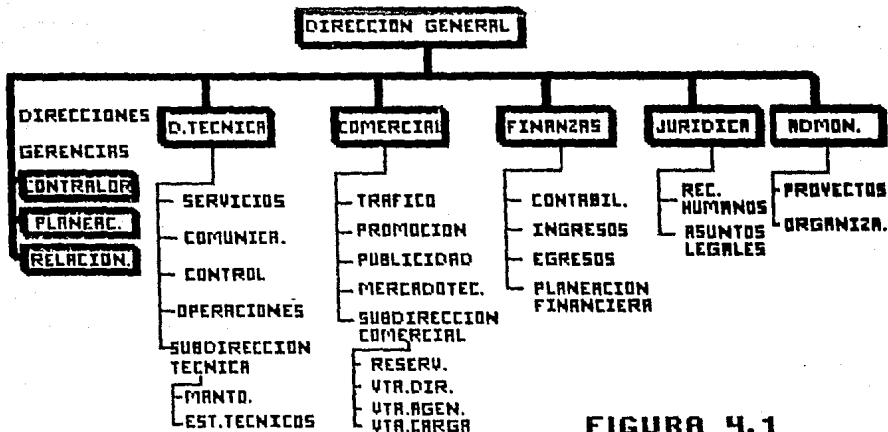 DIRECCION GENERAL
DIRECCIONES
GERENCIAS
CONTRALOR
PLANEAC.
RELACION.
D.TECNICA
SERVICIOS
COMUNICA.
CONTROL
OPERACIONES
SUBDIRECCION
TECNICA
MANTO.
EST.TECNICOS
COMERCIAL
TRAFICO
PROMOCION
PUBLICIDAD
MERCADOTEC.
SUBDIRECCION
COMERCIAL
RESERV.
VTA.DIR.
VTA.AGEN.
VTA.CARGA
FINANZAS
CONTABIL.
INGRESOS
EGRESOS
PLANEACION
FINANCIERA
JURIDICA
REC.
HUMANOS
ASUNTOS
LEGALES
ADMON.
PROYECTOS
ORGANIZA.
FIGURA 4.1